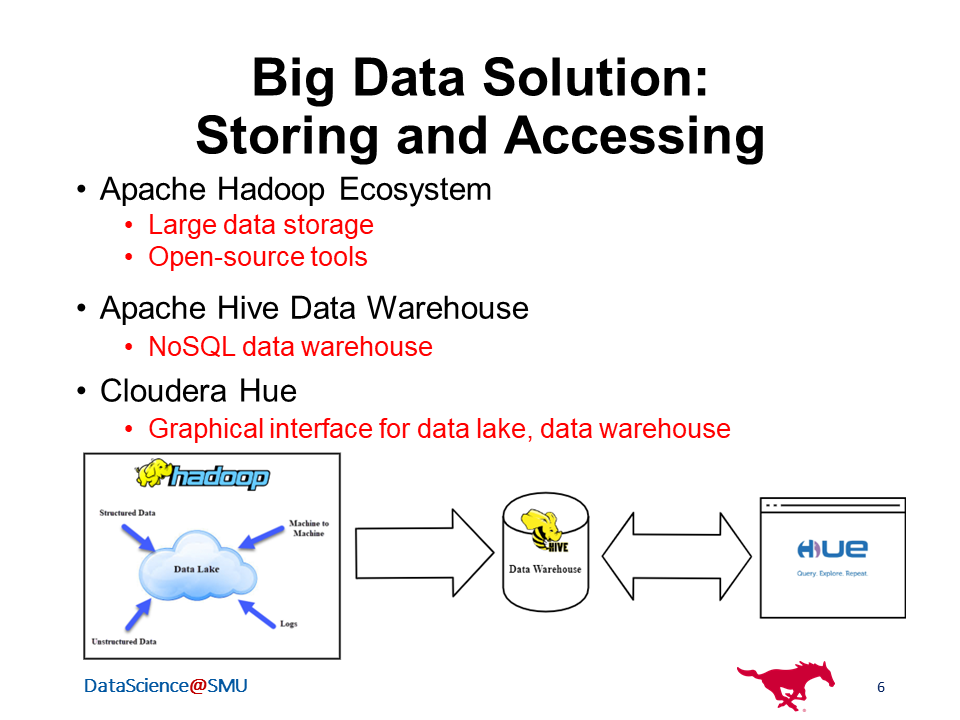 Big Data Solution:
Storing and Accessing
• Apache Hadoop Ecosystem
• Large data storage
• Open-source tools
• Apache Hive Data Warehouse
• NoSQL data warehouse
• Cloudera Hue
• Graphical interface for data lake, data warehouse
hadoop
Structured Data
Machine to
Machine
Data Lake
Logs
Unstructured Data
HIVE
Data Warehouse
HUE
Query. Explore. Repeat.
DataScience@SMU
6